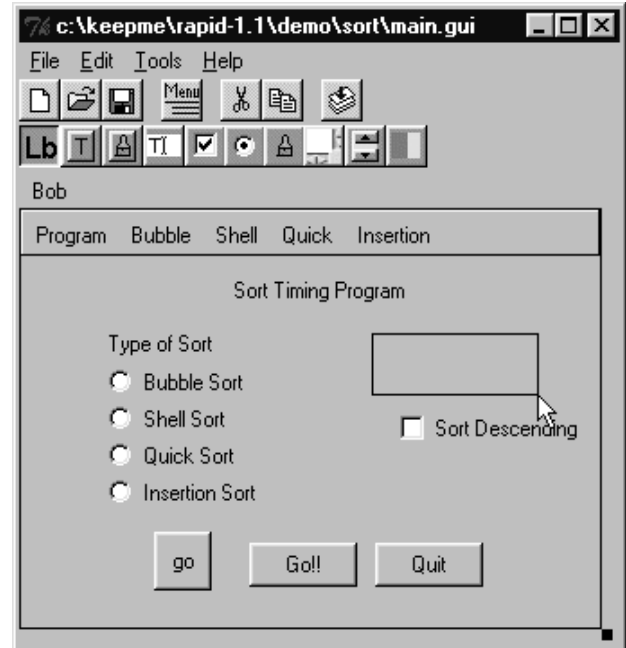 c:\keepme\rapid-1.1\demo\sort\main.gui
File Edit Tools Help
Menu
Lb T TI
Bob
Program Bubble Shell Quick Insertion
Sort Timing Program
Type of Sort
Bubble Sort
Shell Sort
Sort Descending
Quick Sort
Insertion Sort
go Go!! Quit